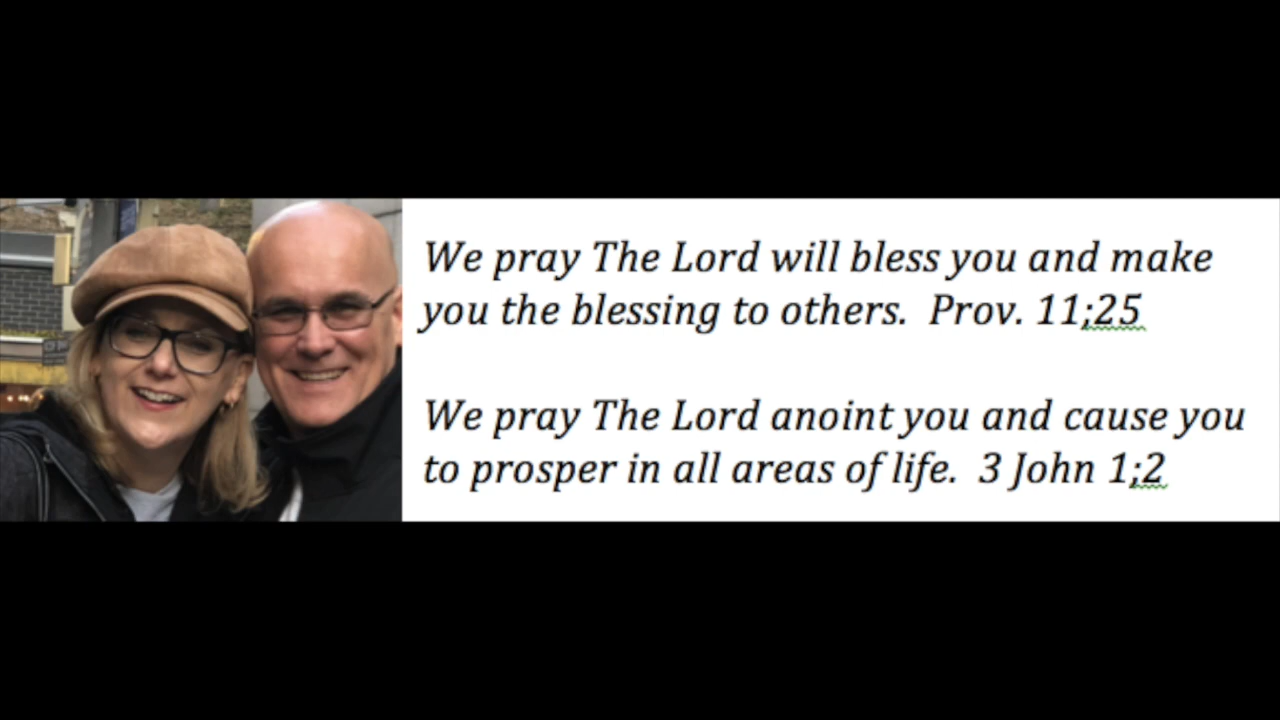 We pray The Lord will bless you and make
you the blessing to others.  Prov. 11;25
We pray The Lord anoint you and cause you
to prosper in all areas of life.  3 John 1;2